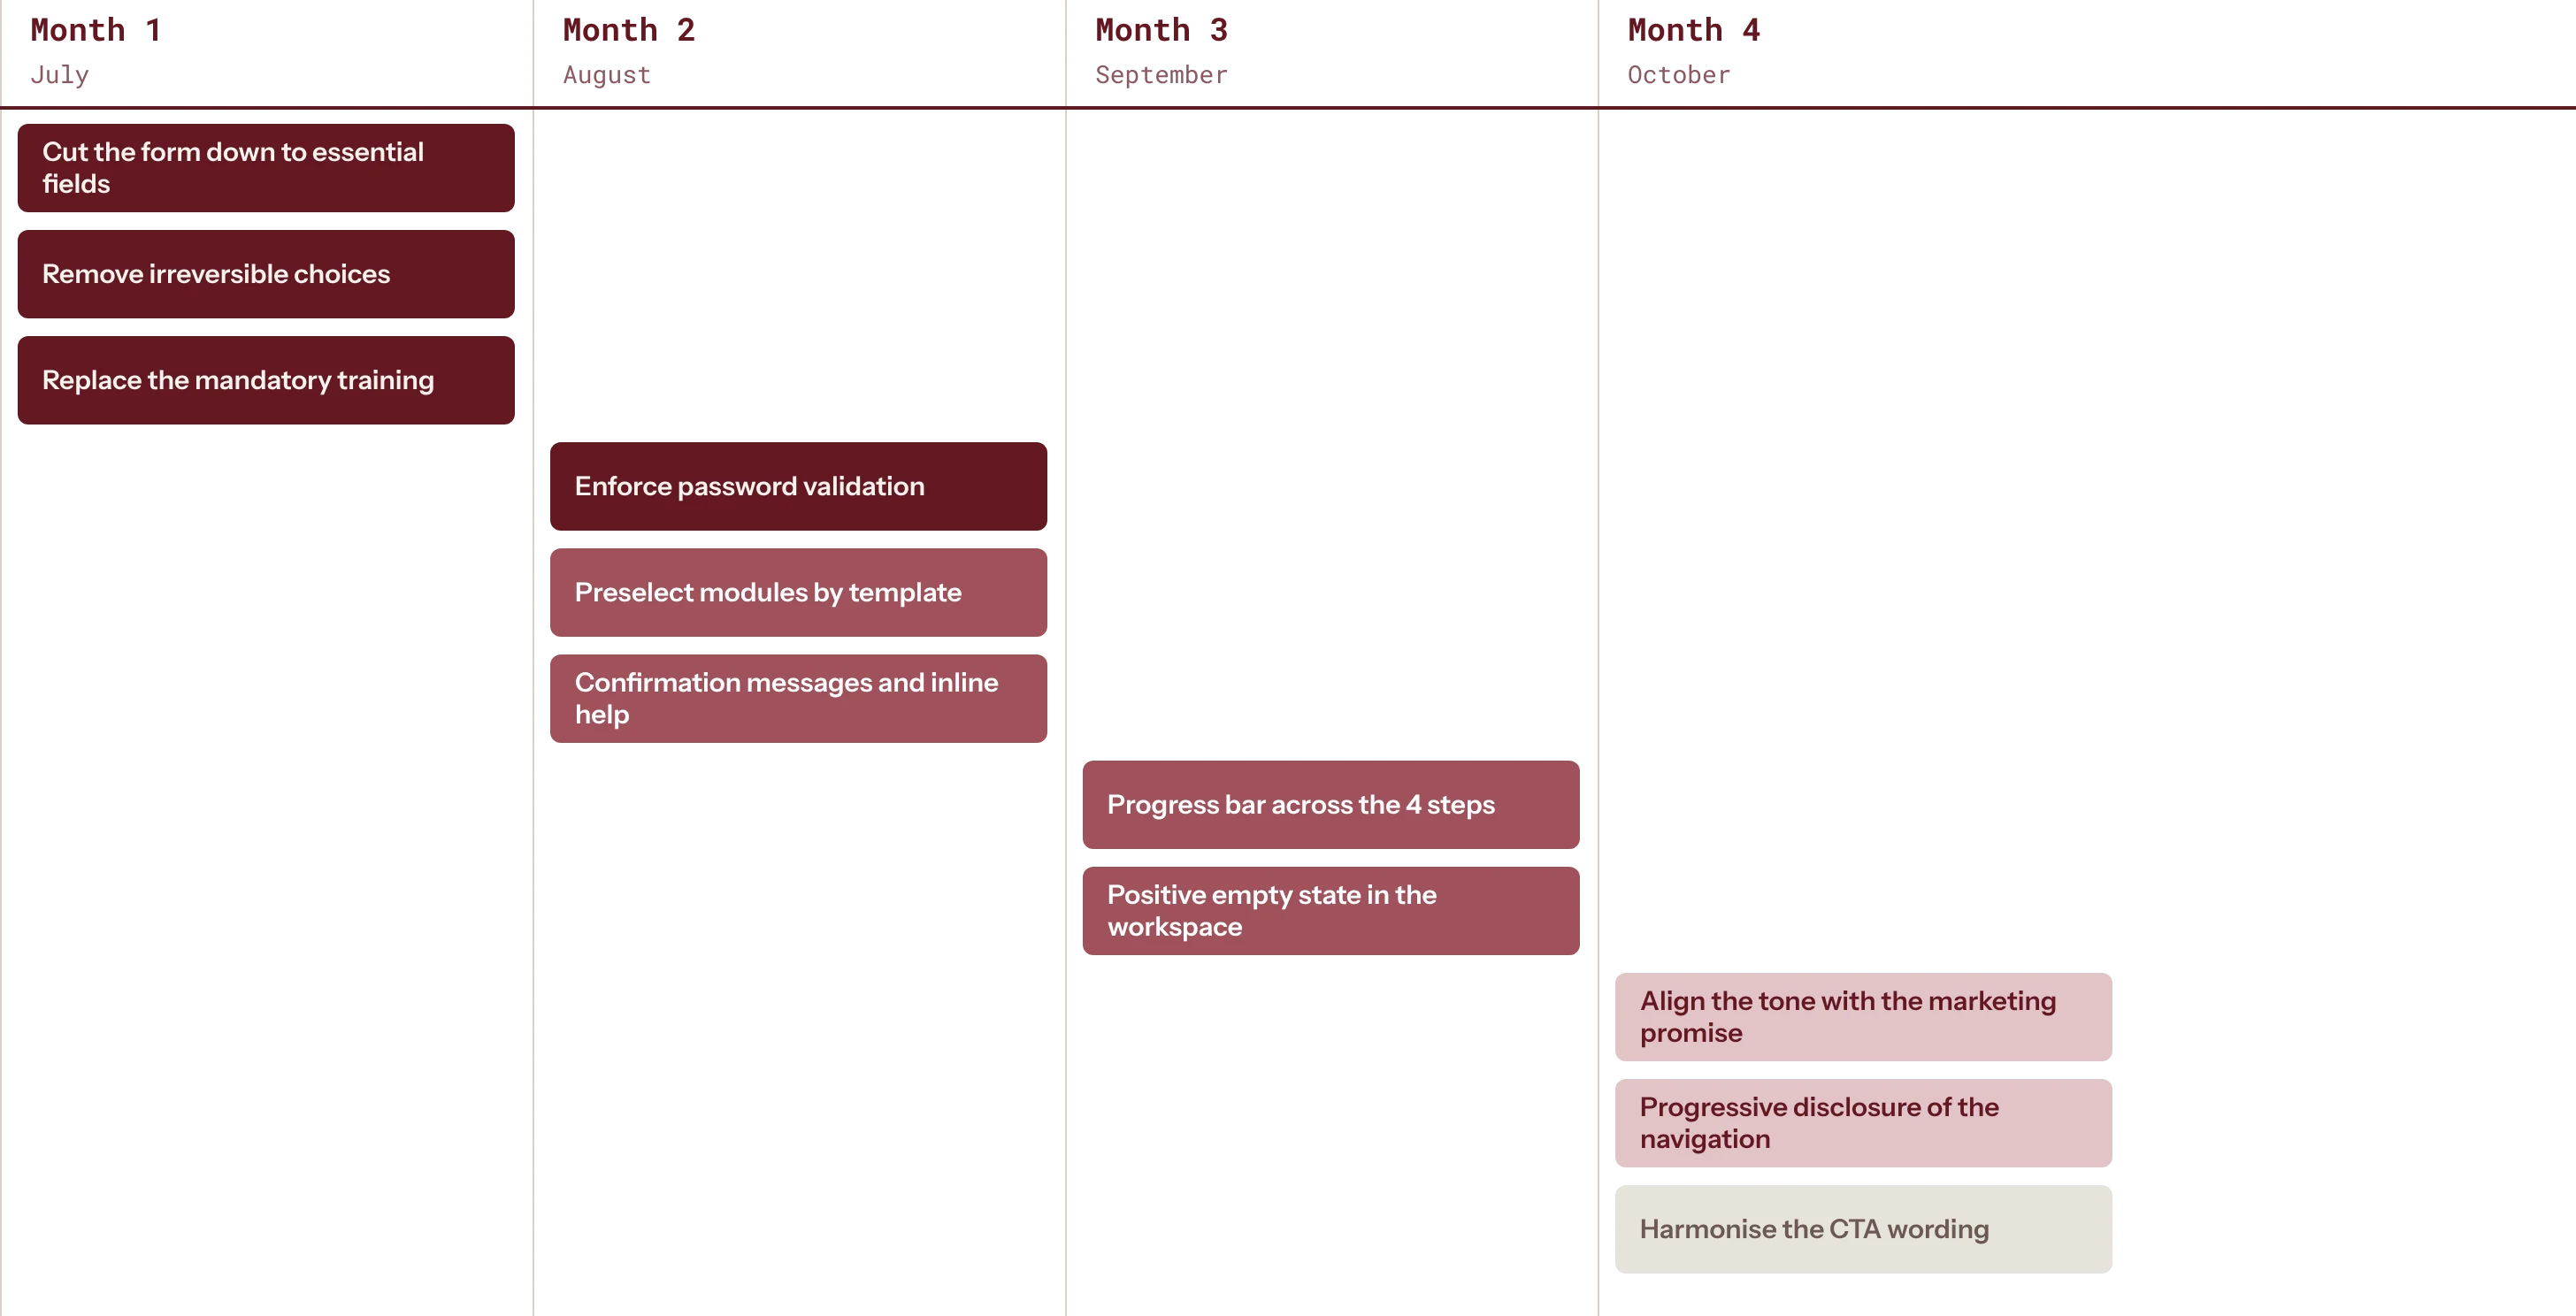 Month 1
July
Month 2
August
Month 3
September
Month 4
October
Cut the form down to essential
fields
Remove irreversible choices
Replace the mandatory training
Enforce password validation
Preselect modules by template
Confirmation messages and inline
help
Progress bar across the 4 steps
Positive empty state in the
workspace
Align the tone with the marketing
promise
Progressive disclosure of the
navigation
Harmonise the CTA wording